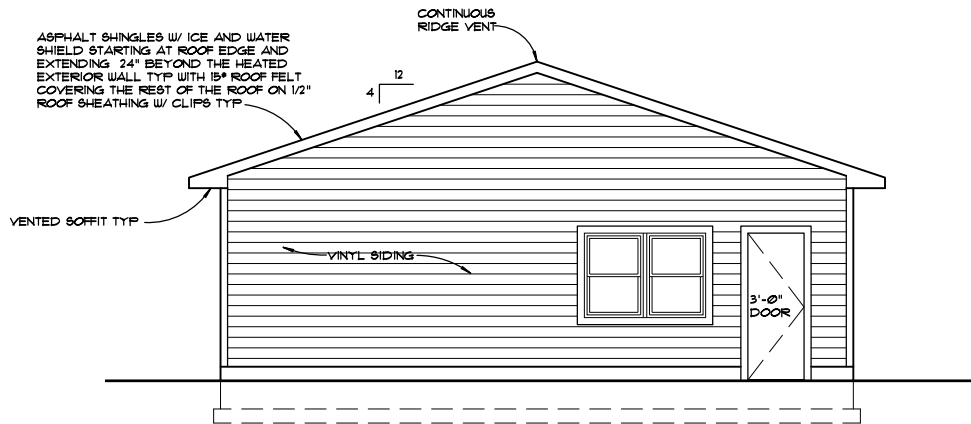 CONTINUOUS
RIDGE VENT
ASPHALT SHINGLES W/ ICE AND WATER
SHIELD STARTING AT ROOF EDGE AND
EXTENDING 24" BEYOND THE HEATED
EXTERIOR WALL TYP WITH 15# ROOF FELT
COVERING THE REST OF THE ROOF ON 1/2"
ROOF SHEATHING W/ CLIPS TYP
12
4
VENTED SOFFIT TYP
VINYL SIDING
3'-0"
DOOR